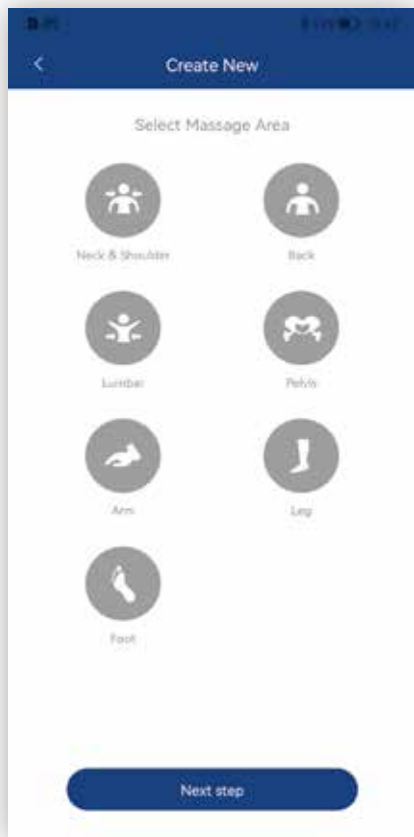 Create New
Select Massage Area
Neck & Shoulder
Back
Lumbar
Pelvis
Arm
Leg
Foot
Next step